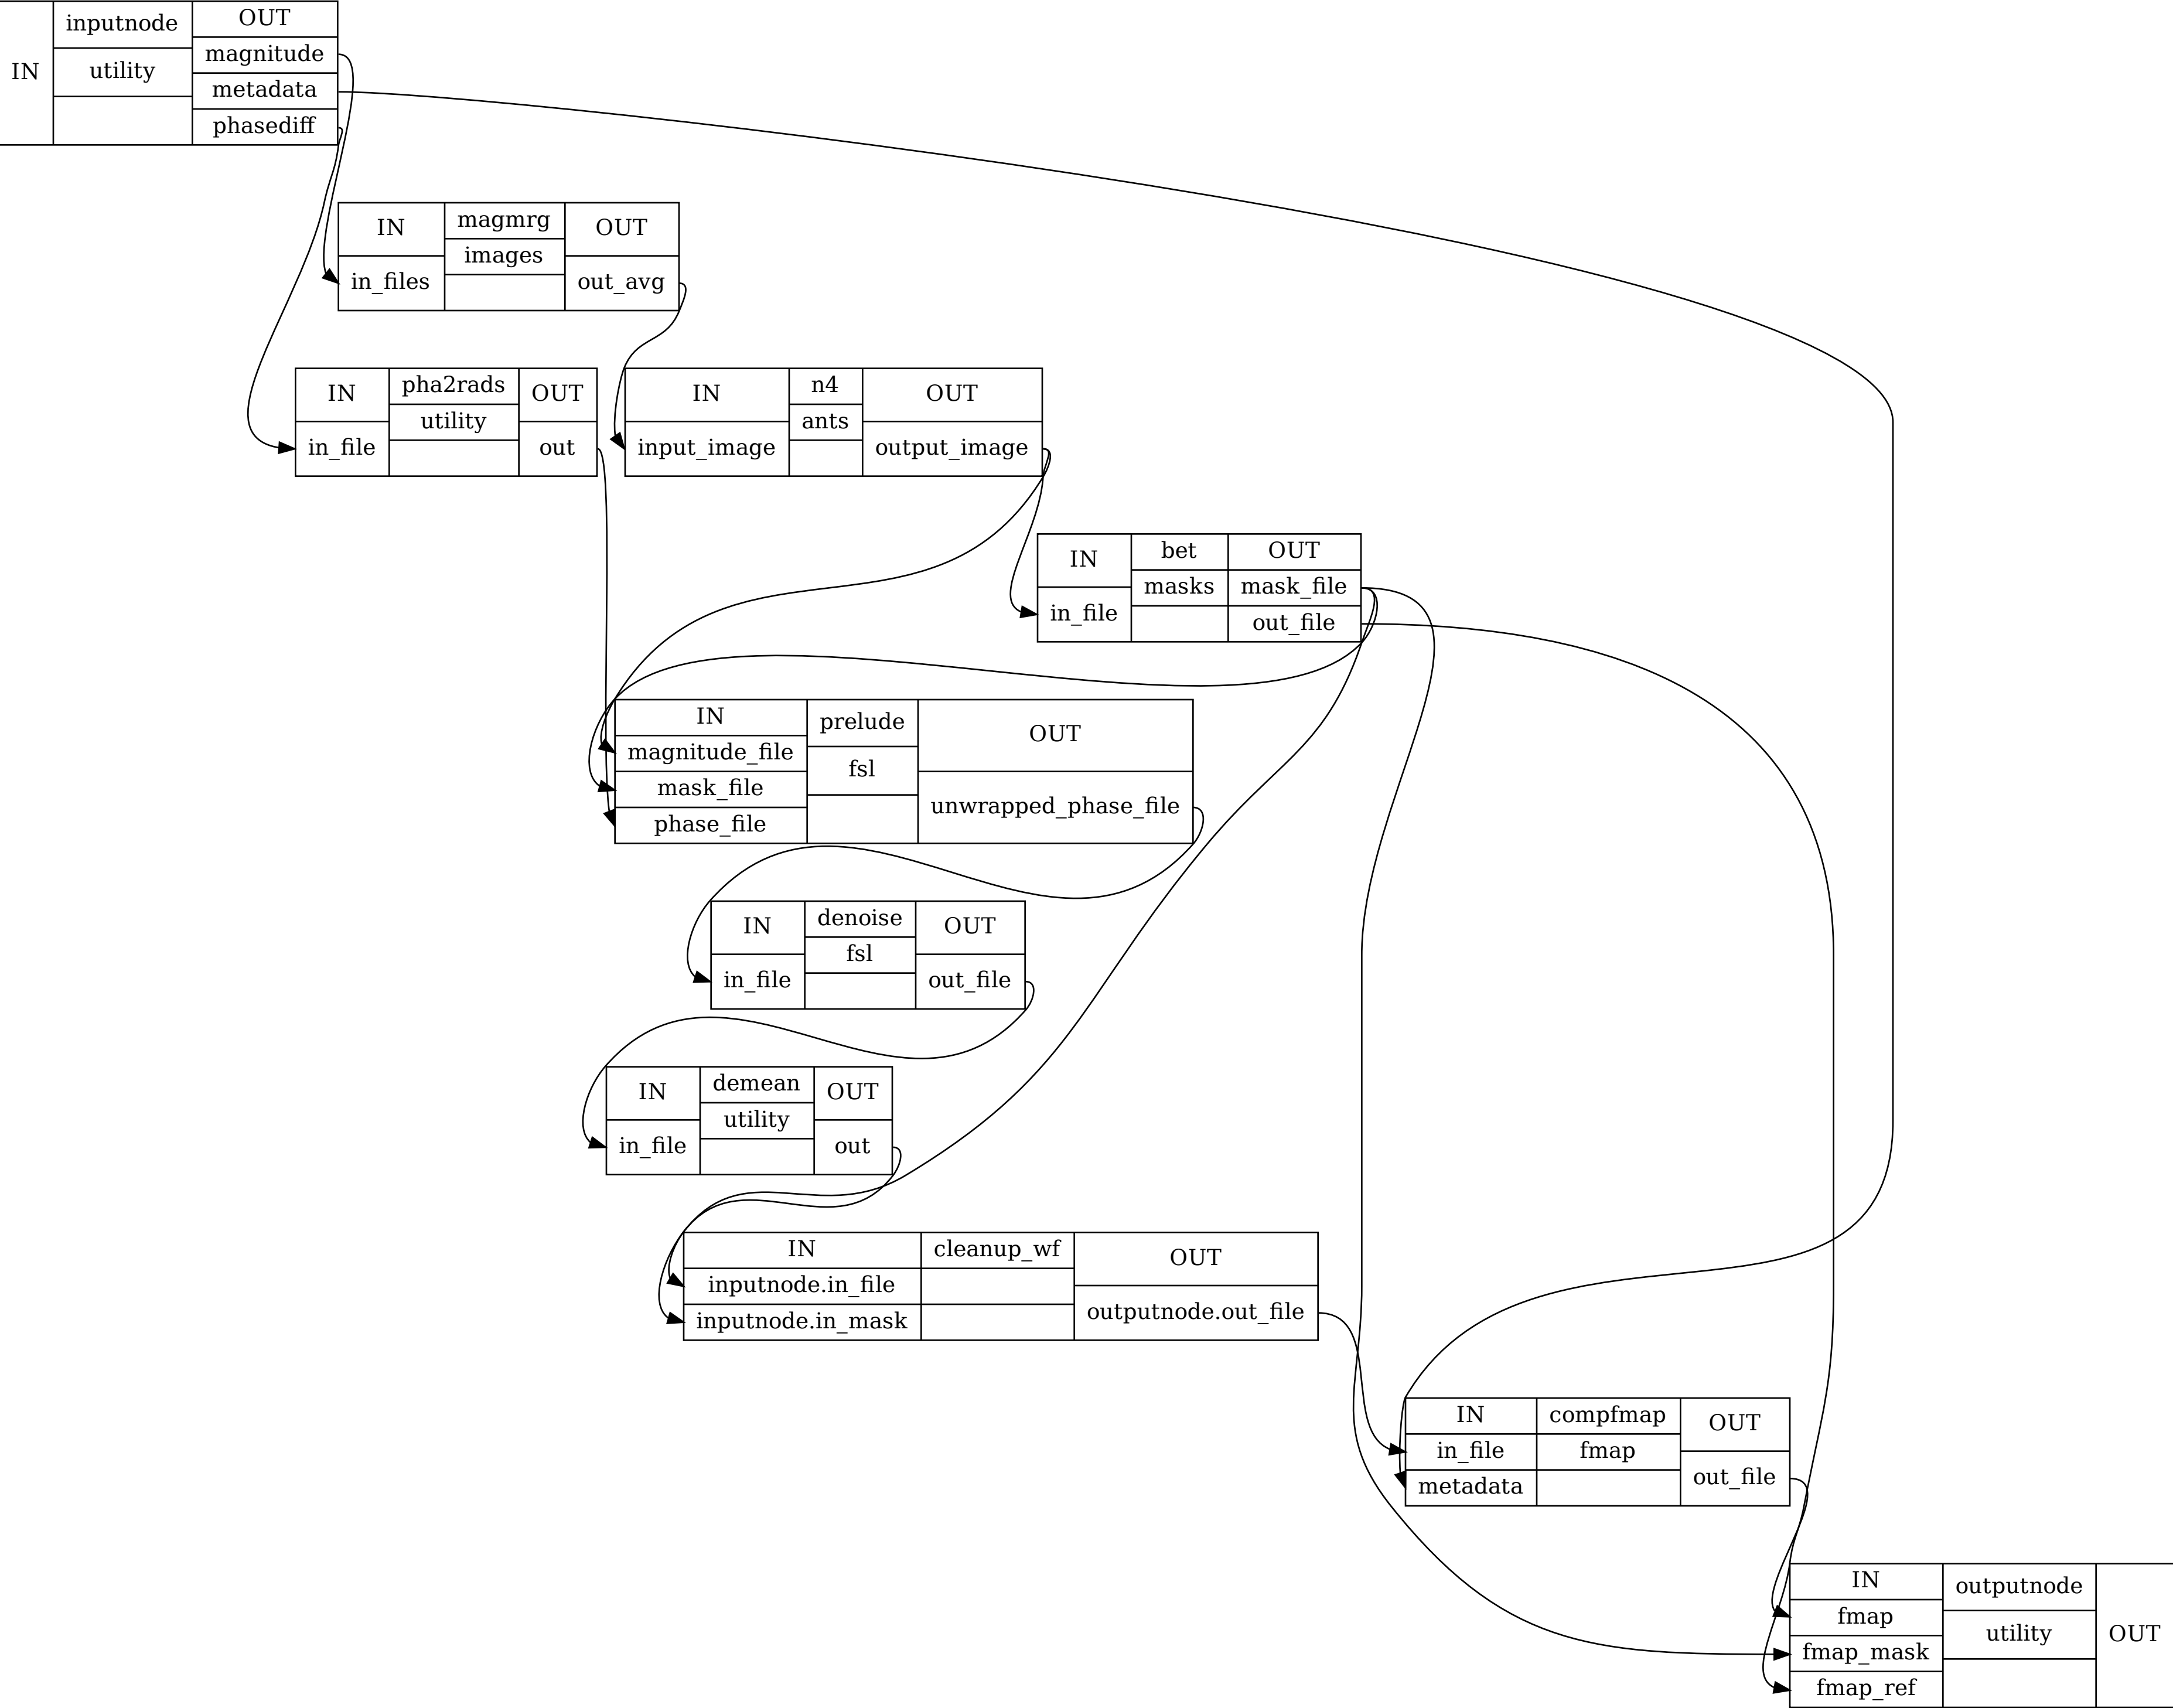 IN
inputnode
utility
OUT
magnitude
metadata
phasediff
IN
in_files
magmrg
images
OUT
out_avg
IN
in_file
pha2rads
utility
OUT
out
IN
input_image
n4
ants
OUT
output_image
IN
in_file
bet
masks
OUT
mask_file
out_file
IN
magnitude_file
mask_file
phase_file
prelude
fsl
OUT
unwrapped_phase_file
IN
in_file
denoise
fsl
OUT
out_file
IN
in_file
demean
utility
OUT
out
IN
inputnode.in_file
inputnode.in_mask
cleanup_wf
OUT
outputnode.out_file
IN
in_file
metadata
compfmap
fmap
OUT
out_file
IN
fmap
fmap_mask
fmap_ref
outputnode
utility
OUT